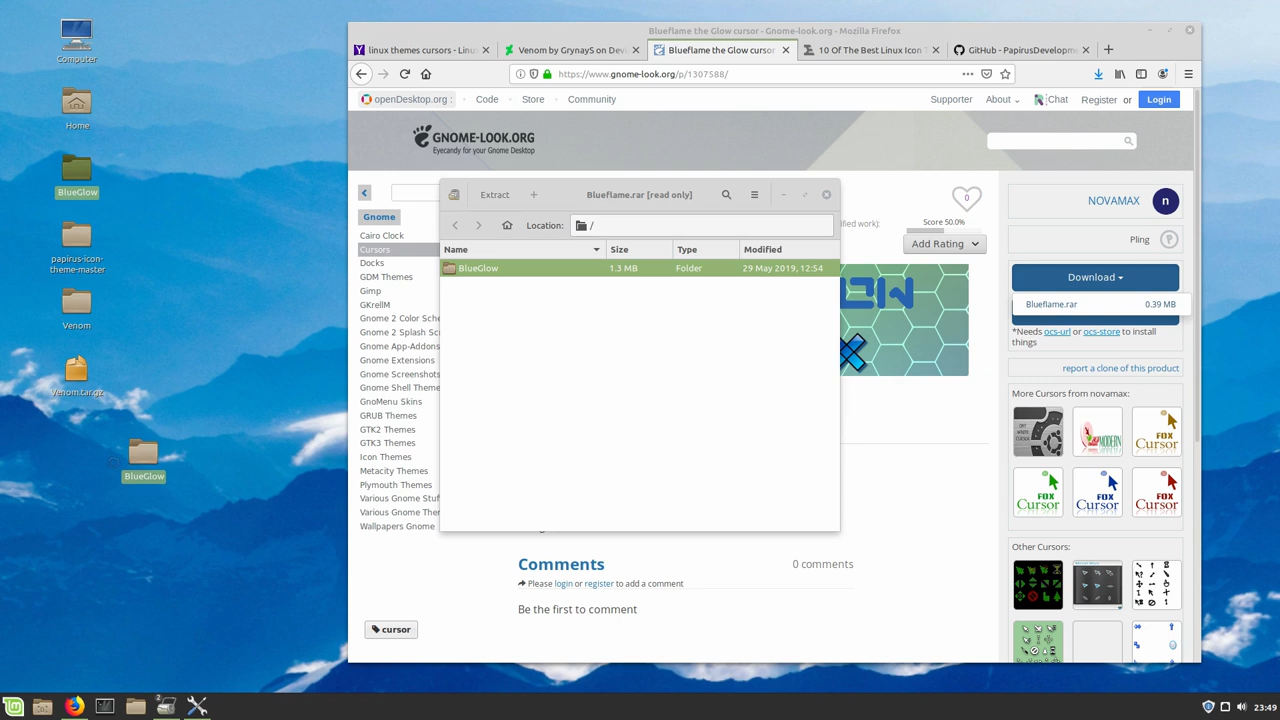 Computer
Home
BlueGlow
papirus-icon-
theme-master
Venom
Venom.tar.gz
BlueGlow
Blueflame the Glow cursor - Gnome-look.org - Mozilla Firefox
linux themes cursors - Linu
Venom by GrynayS on Dev
Blueflame the Glow cursor
10 Of The Best Linux Icon T
GitHub - PapirusDevelopme
https://www.gnome-look.org/p/1307588/
openDesktop.org :
Code
Store
Community
Supporter
About
Chat
Register or
Login
GNOME-LOOK.ORG
Eyecandy for your Gnome Desktop
Gnome
Cairo Clock
Cursors
Docks
GDM Themes
Gimp
GKrellM
Gnome 2 Color Sche
Gnome 2 Splash Scr
Gnome App-Addons
Gnome Extensions
Gnome Screenshots
Gnome Shell Theme
GnoMenu Skins
GRUB Themes
GTK2 Themes
GTK3 Themes
Icon Themes
Metacity Themes
Plymouth Themes
Various Gnome Stuf
Various Gnome Ther
Wallpapers Gnome
cursor
Extract
Blueflame.rar [read only]
Location:
/
Name Size Type Modified
BlueGlow 1.3 MB Folder 29 May 2019, 12:54
ified work):
0
Score 50.0%
Add Rating
Comments
0 comments
Please login or register to add a comment
Be the first to comment
NOVAMAX
n
Pling
P
Download
Blueflame.rar 0.39 MB
*Needs ocs-url or ocs-store to install
things
report a clone of this product
More Cursors from novamax:
MODERN
FOX
Cursor
FOX
Cursor
FOX
Cursor
FOX
Cursor
Other Cursors:
2
23:49